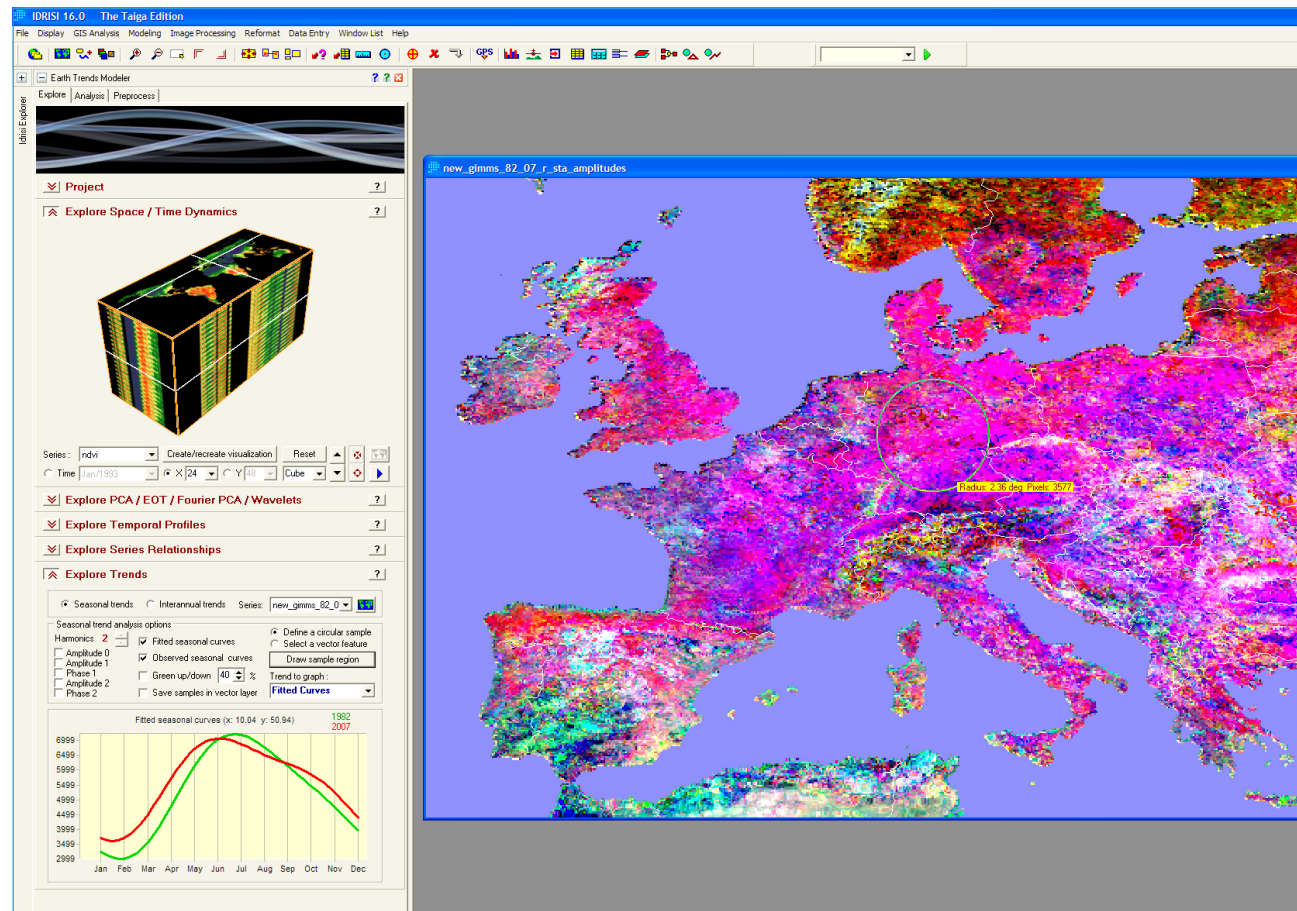 IDRISI 16.0 The Taiga Edition
File Display GIS Analysis Modeling Image Processing Reformat Data Entry Window List Help
GPS
Idrisi Explorer
Earth Trends Modeler
Explore Analysis Preprocess
Project ?
Explore Space / Time Dynamics ?
Series : ndvi Create/recreate visualization Reset
Time Jan/1993 X 24 Y 48 Cube
Explore PCA / EOT / Fourier PCA / Wavelets ?
Explore Temporal Profiles ?
Explore Series Relationships ?
Explore Trends ?
Seasonal trends Interannual trends Series: new_gimms_82_0
Seasonal trend analysis options
Harmonics 2
Amplitude 0
Amplitude 1
Phase 1
Amplitude 2
Phase 2
Fitted seasonal curves
Observed seasonal curves
Green up/down 40 %
Save samples in vector layer
Define a circular sample
Select a vector feature
Draw sample region
Trend to graph :
Fitted Curves
Fitted seasonal curves (x: 10.04 y: 50.94)
1982
2007
6999
6499
5999
5499
4999
4499
3999
3499
2999
Jan Feb Mar Apr May Jun Jul Aug Sep Oct Nov Dec
new_gimms_82_07_r_sta_amplitudes
Radius: 2.36 deg Pixels: 3577